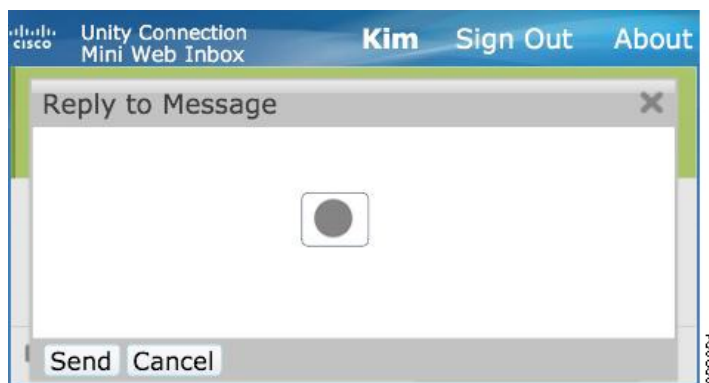 cisco
Unity Connection
Mini Web Inbox
Kim Sign Out About
Reply to Message
Send Cancel